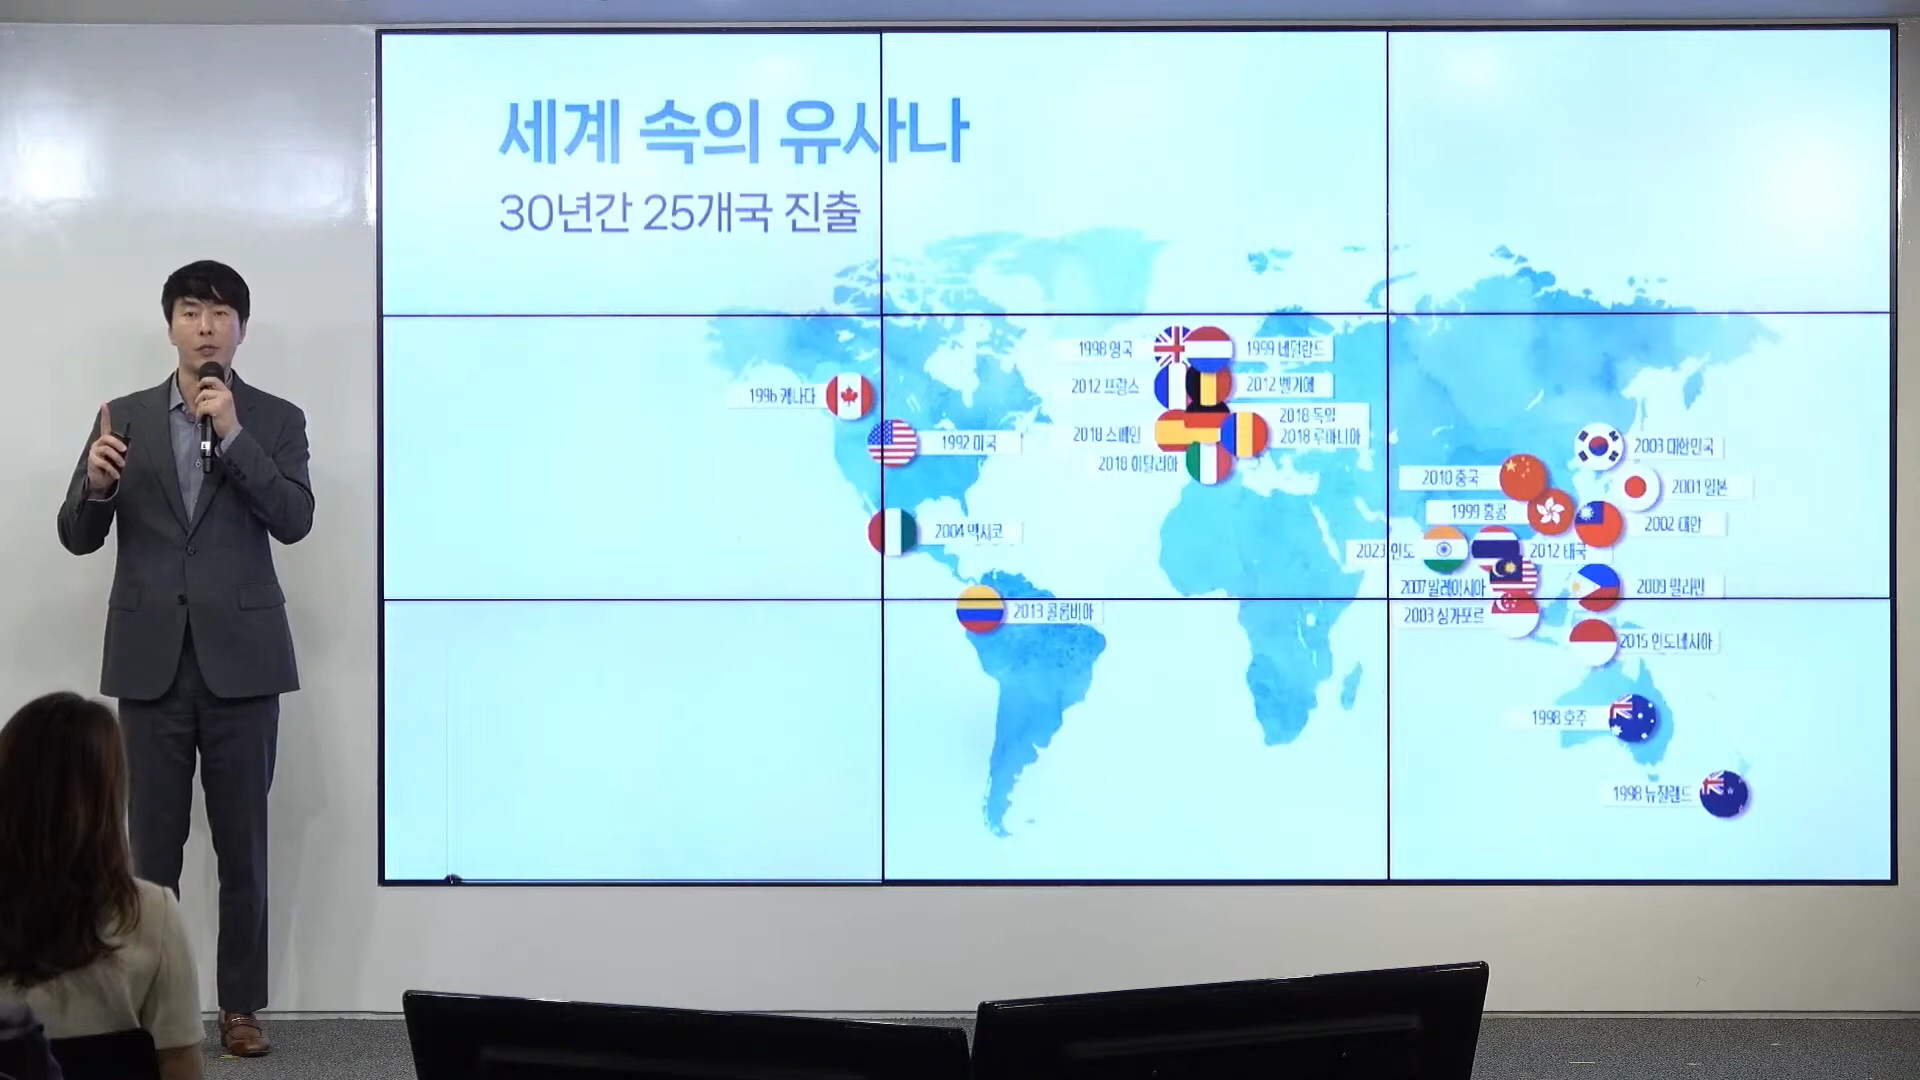 세계 속의 유사나
30년간 25개국 진출
1998 영국
1999 네덜란드
1996 캐나다
2012 프랑스
2012 벨기에
2018 독일
2018 스페인
2018 루마니아
1992 미국
2018 이탈리아
2003 대한민국
2010 중국
2001 일본
1999 홍콩
2002 대만
2004 멕시코
2023 인도
2012 태국
2007 말레이시아
2009 필리핀
2013 콜롬비아
2003 싱가포르
2015 인도네시아
1998 호주
1998 뉴질랜드